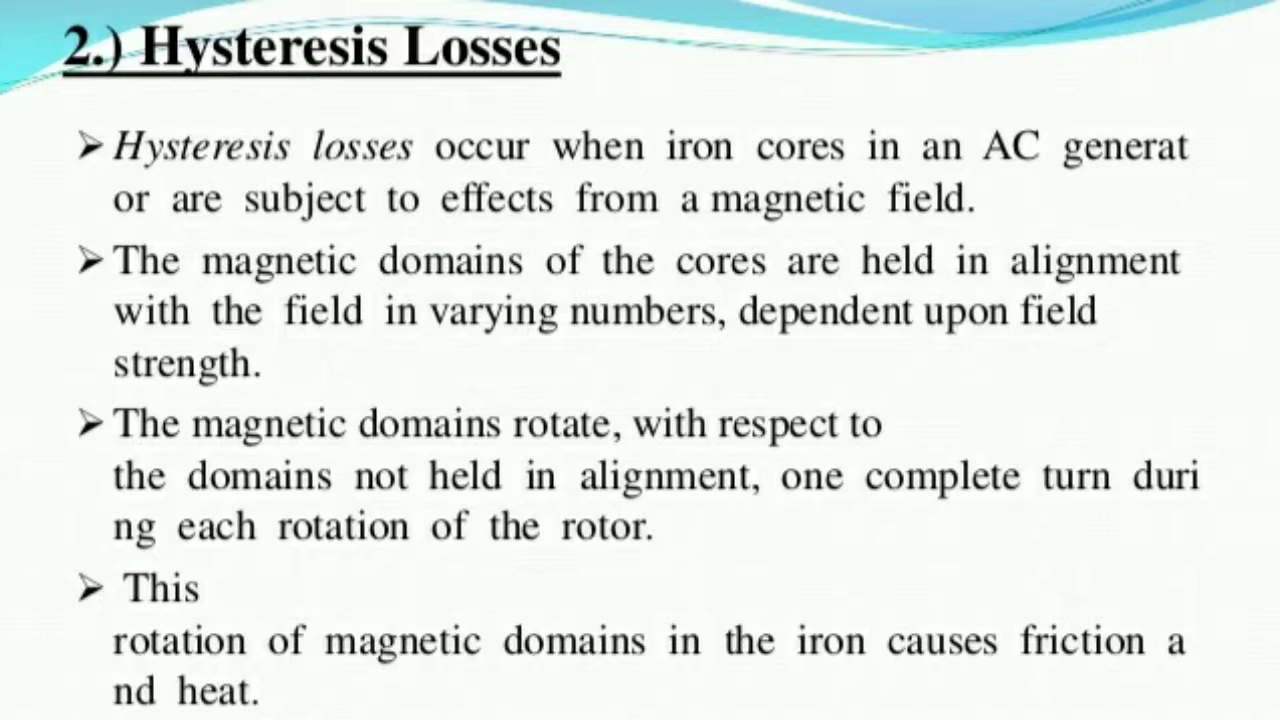 2.) Hysteresis Losses
➢ Hysteresis losses occur when iron cores in an AC generat
or are subject to effects from a magnetic field.
➢ The magnetic domains of the cores are held in alignment
with the field in varying numbers, dependent upon field
strength.
➢ The magnetic domains rotate, with respect to
the domains not held in alignment, one complete turn duri
ng each rotation of the rotor.
➢ This
rotation of magnetic domains in the iron causes friction a
nd heat.